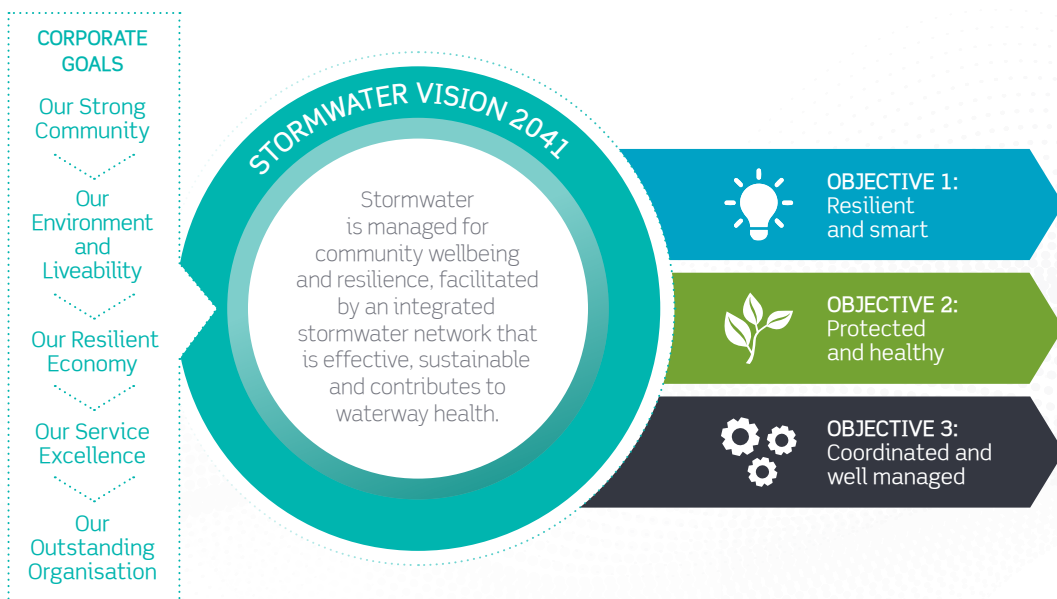 CORPORATE
GOALS
Our Strong
Community
Our
Environment
and
Liveability
Our Resilient
Economy
Our Service
Excellence
Our
Outstanding
Organisation
STORMWATER VISION 2041
Stormwater
is managed for
community wellbeing
and resilience, facilitated
by an integrated
stormwater network that
is effective, sustainable
and contributes to
waterway health.
OBJECTIVE 1:
Resilient
and smart
OBJECTIVE 2:
Protected
and healthy
OBJECTIVE 3:
Coordinated and
well managed